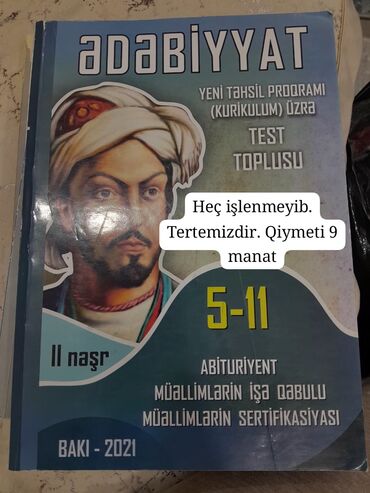 ƏDƏBİYYAT
YENİ TƏHSİL PROQRAMI
(KURİKULUM) ÜZRƏ
TEST
TOPLUSU
Heç işlenmeyib.
Tertemizdir. Qiymeti 9
manat
5-11
II nəşr
ABİTURİYENT
MÜƏLLİMLƏRİN İŞƏ QƏBULU
MÜƏLLİMLƏRİN SERTİFİKASİYASI
BAKI - 2021